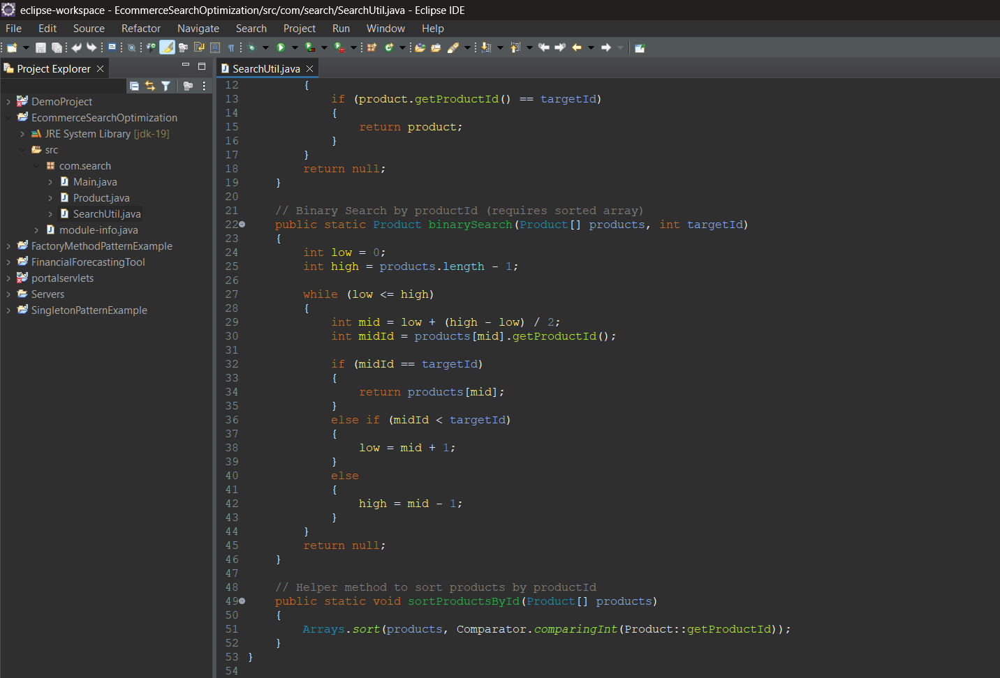 eclipse-workspace - EcommerceSearchOptimization/src/com/search/SearchUtil.java - Eclipse IDE
File Edit Source Refactor Navigate Search Project Run Window Help
Project Explorer
SearchUtil.java
DemoProject
EcommerceSearchOptimization
JRE System Library [jdk-19]
src
com.search
Main.java
Product.java
SearchUtil.java
module-info.java
FactoryMethodPatternExample
FinancialForecastingTool
portalservlets
Servers
SingletonPatternExample
12 {
13 if (product.getProductId() == targetId)
14 {
15 return product;
16 }
17 }
18 return null;
19 }
20
21 // Binary Search by productId (requires sorted array)
22 public static Product binarySearch(Product[] products, int targetId)
23 {
24 int low = 0;
25 int high = products.length - 1;
26
27 while (low <= high)
28 {
29 int mid = low + (high - low) / 2;
30 int midId = products[mid].getProductId();
31
32 if (midId == targetId)
33 {
34 return products[mid];
35 }
36 else if (midId < targetId)
37 {
38 low = mid + 1;
39 }
40 else
41 {
42 high = mid - 1;
43 }
44 }
45 return null;
46 }
47
48 // Helper method to sort products by productId
49 public static void sortProductsById(Product[] products)
50 {
51 Arrays.sort(products, Comparator.comparingInt(Product::getProductId));
52 }
53 }
54